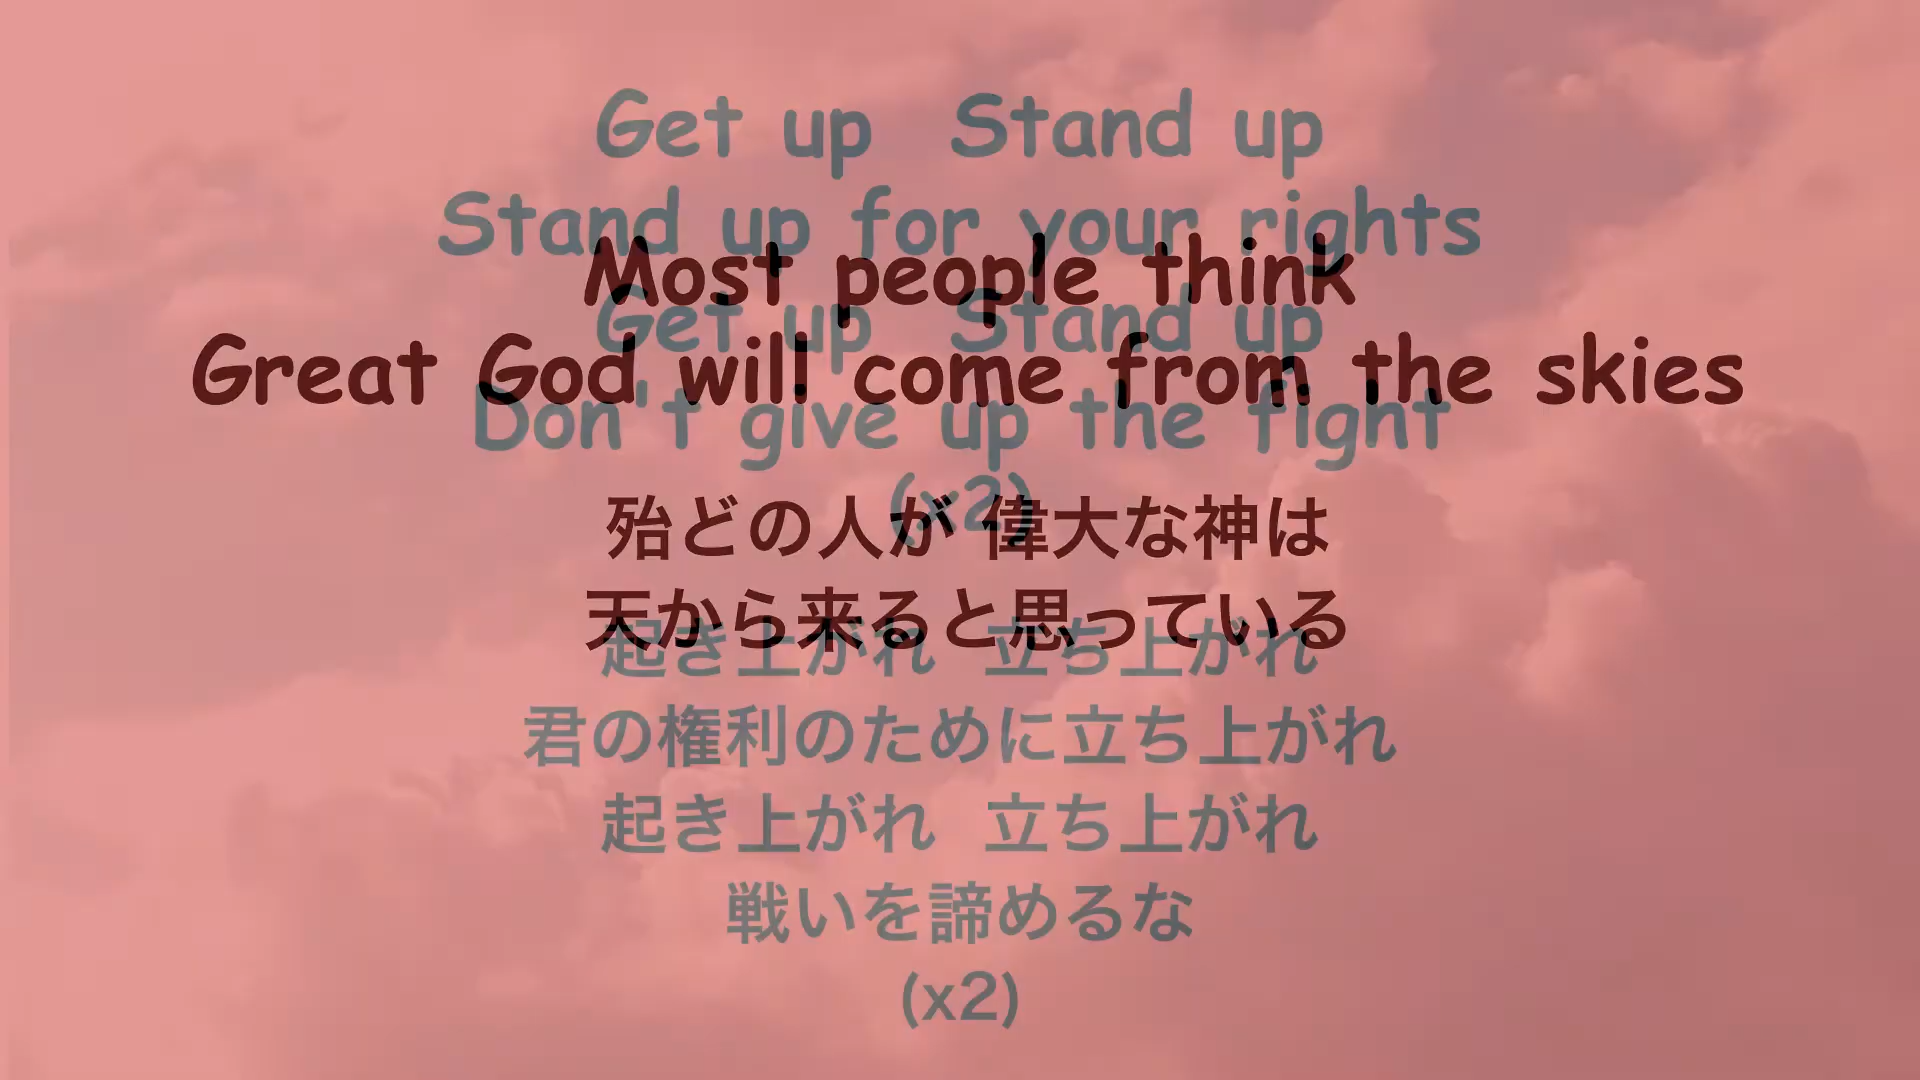 Get up Stand up
Stand up for your rights
Most people think
Get up Stand up
Great God will come from the skies
Don't give up the fight
(x2)
殆どの人が 偉大な神は
天から来ると思っている
起き上がれ 立ち上がれ
君の権利のために立ち上がれ
起き上がれ 立ち上がれ
戦いを諦めるな
(x2)